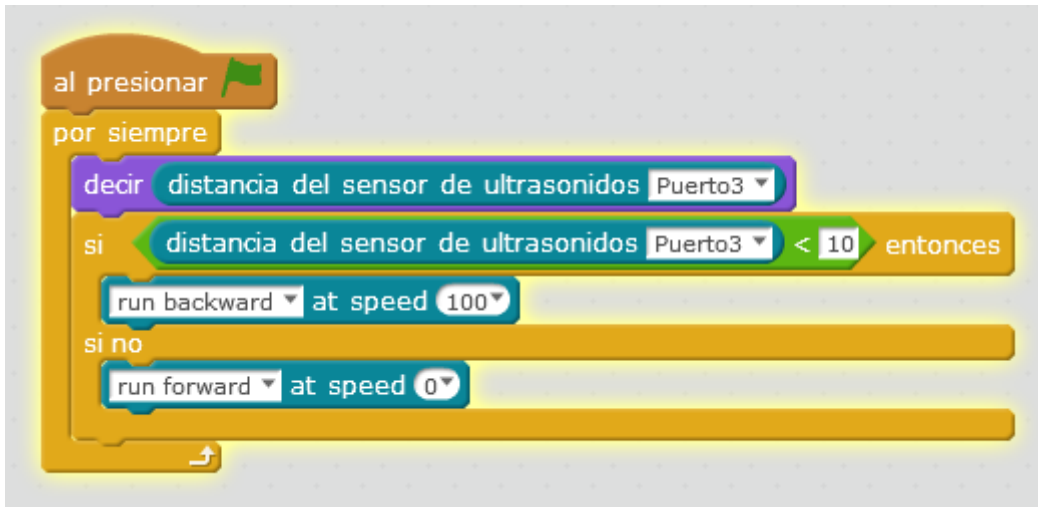 al presionar
por siempre
decir distancia del sensor de ultrasonidos Puerto3
si distancia del sensor de ultrasonidos Puerto3 < 10 entonces
run backward at speed 100
si no
run forward at speed 0